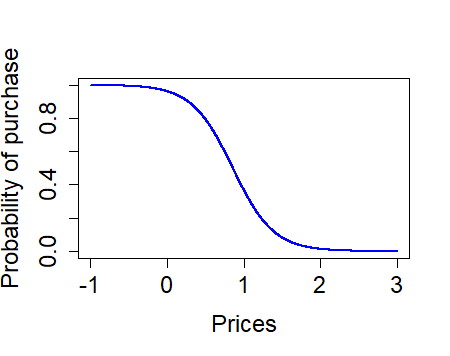 Probability of purchase
0.8
0.4
0.0
-1 0 1 2 3
Prices